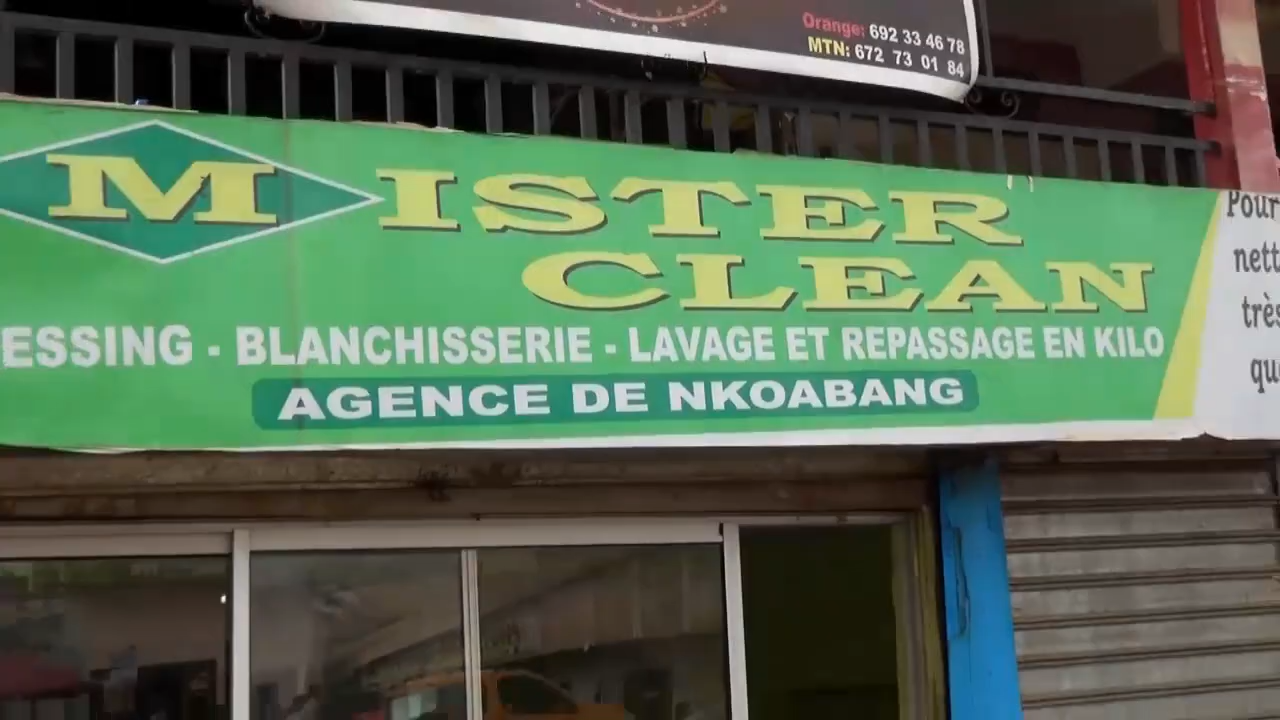 Orange: 692 33 46 78
MTN: 672 73 01 84
MISTER
CLEAN
ESSING - BLANCHISSERIE - LAVAGE ET REPASSAGE EN KILO
AGENCE DE NKOABANG
Pour
nett
très
qu